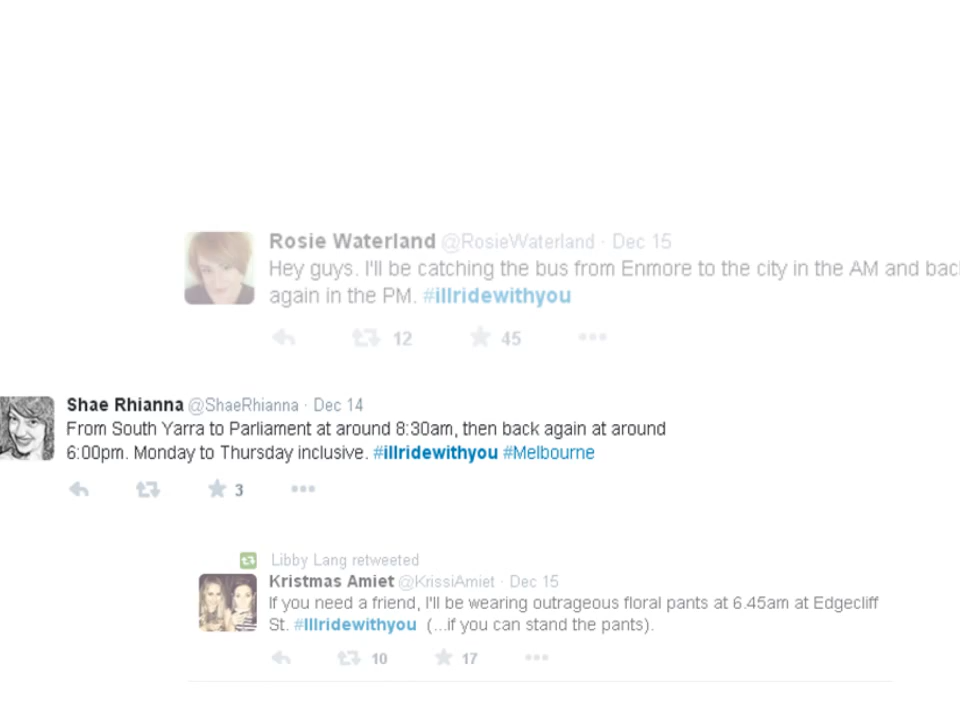 Rosie Waterland @RosieWaterland · Dec 15
Hey guys. I'll be catching the bus from Enmore to the city in the AM and bac
again in the PM. #illridewithyou
12 45
Shae Rhianna @ShaeRhianna · Dec 14
From South Yarra to Parliament at around 8:30am, then back again at around
6:00pm. Monday to Thursday inclusive. #illridewithyou #Melbourne
3
Libby Lang retweeted
Kristmas Amiet @KrissiAmiet · Dec 15
If you need a friend, I'll be wearing outrageous floral pants at 6.45am at Edgecliff
St. #Illridewithyou (...if you can stand the pants).
10 17